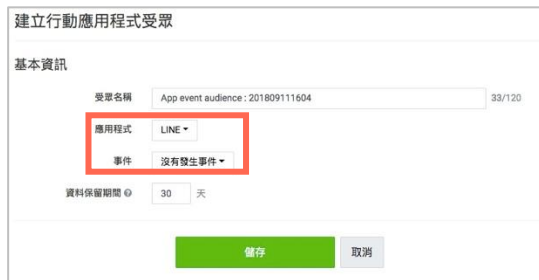 建立行動應用程式受眾
基本資訊
受眾名稱 App event audience : 201809111604 33/120
應用程式 LINE
事件 沒有發生事件
資料保留期間 30 天
儲存 取消